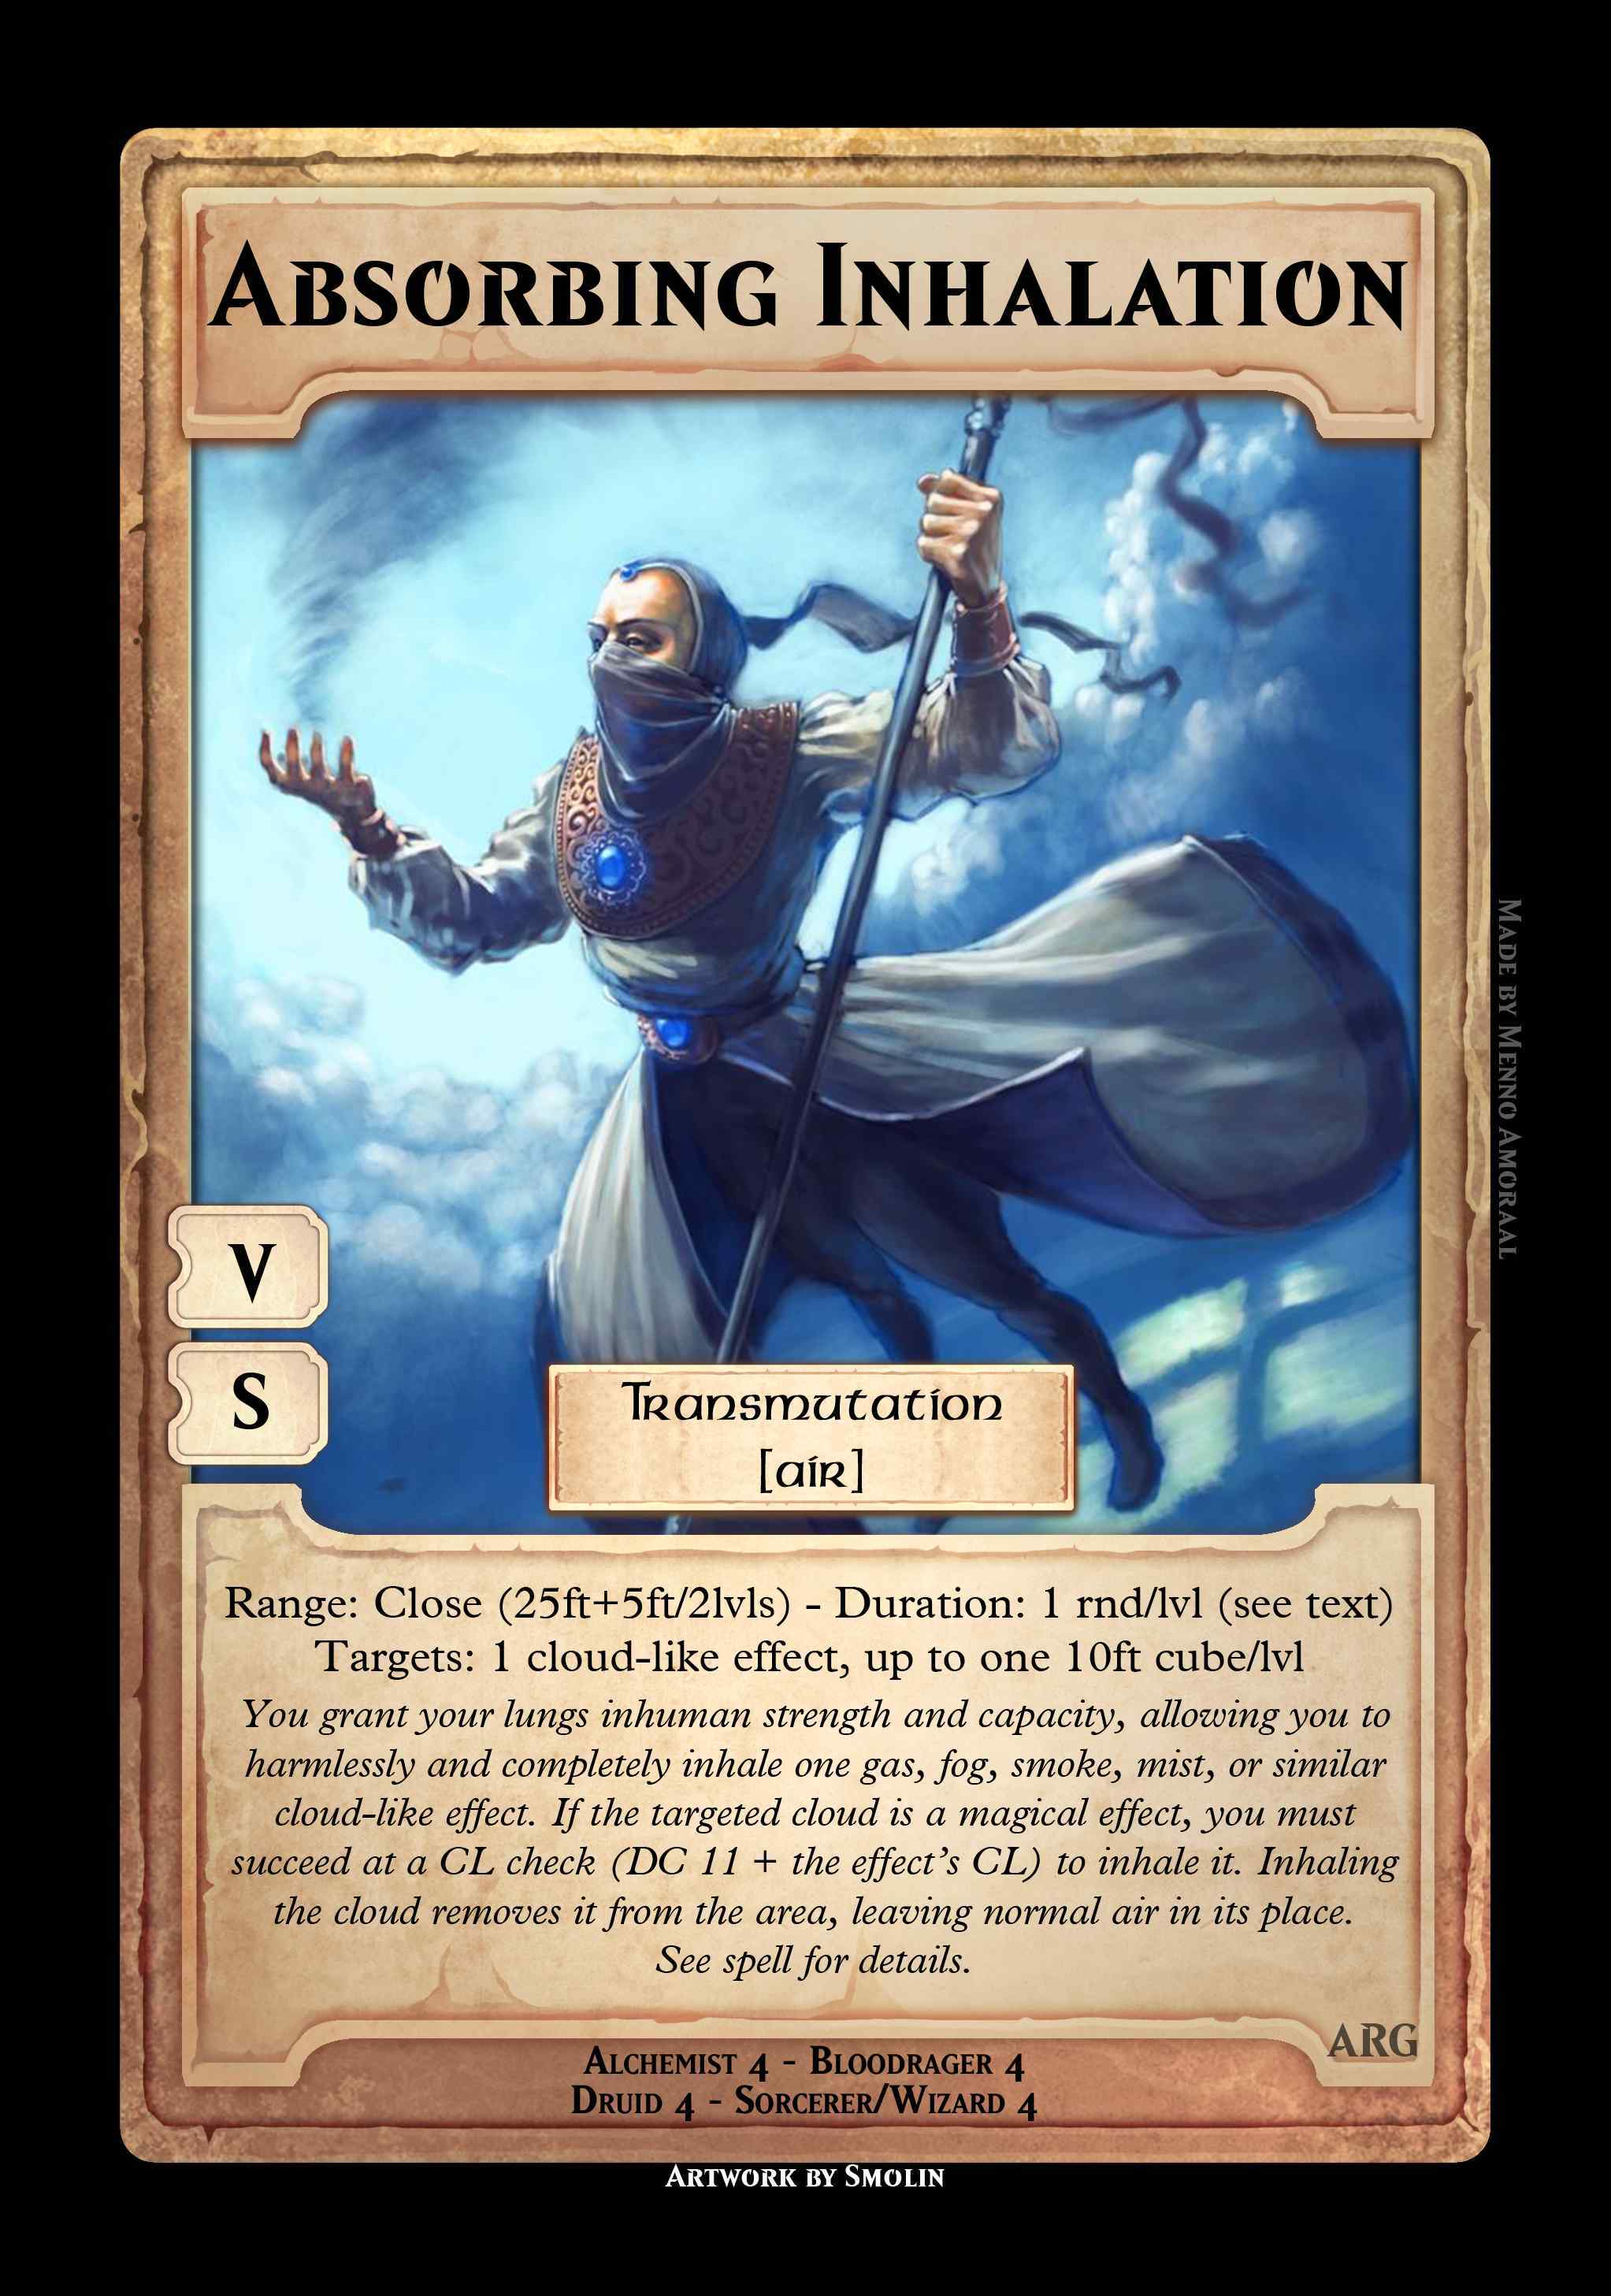 Absorbing Inhalation
V
S
Transmutation
[air]
Range: Close (25ft+5ft/2lvls) - Duration: 1 rnd/lvl (see text)
Targets: 1 cloud-like effect, up to one 10ft cube/lvl
You grant your lungs inhuman strength and capacity, allowing you to
harmlessly and completely inhale one gas, fog, smoke, mist, or similar
cloud-like effect. If the targeted cloud is a magical effect, you must
succeed at a CL check (DC 11 + the effect's CL) to inhale it. Inhaling
the cloud removes it from the area, leaving normal air in its place.
See spell for details.
ARG
Alchemist 4 - Bloodrager 4
Druid 4 - Sorcerer/Wizard 4
Artwork by Smolin
Made by Menno Amoraal